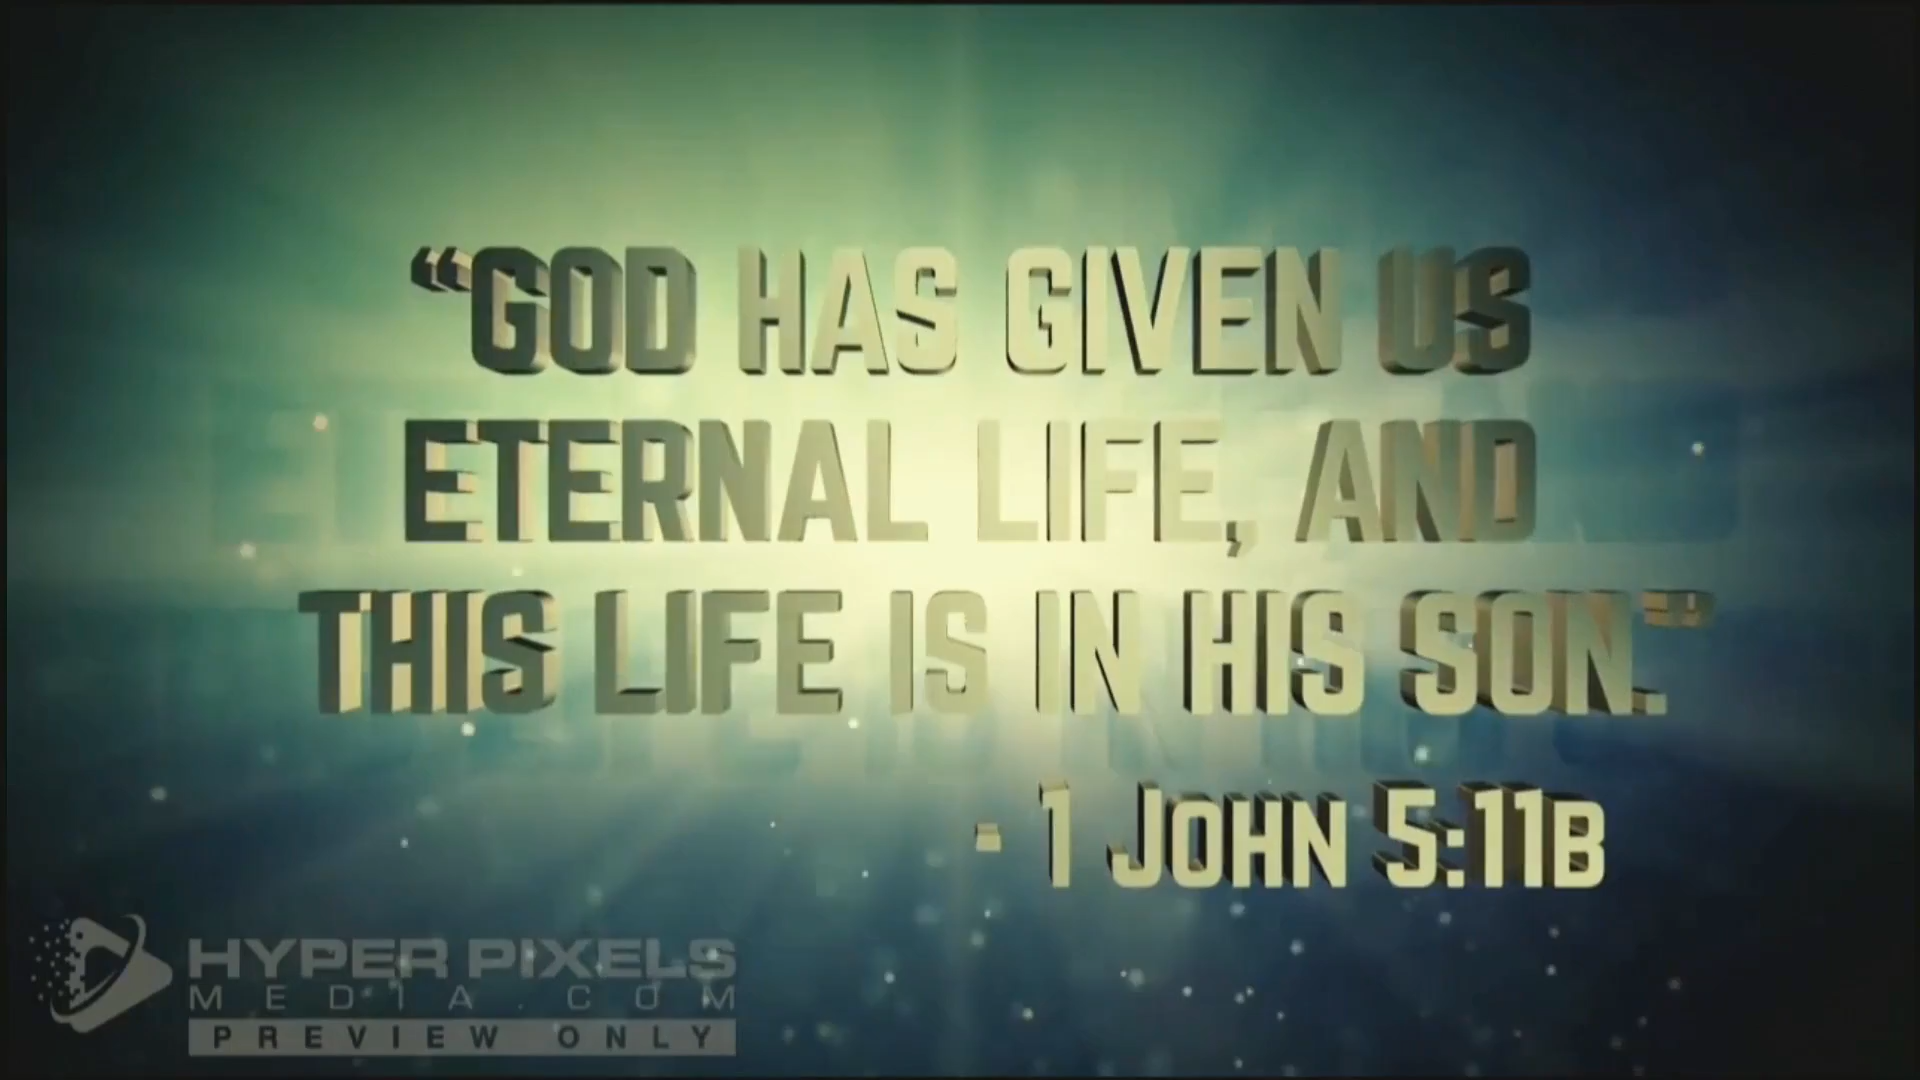 “GOD HAS GIVEN US
ETERNAL LIFE, AND
THIS LIFE IS IN HIS SON.”
- 1 JOHN 5:11B
HYPER PIXELS
MEDIA.COM
PREVIEW ONLY